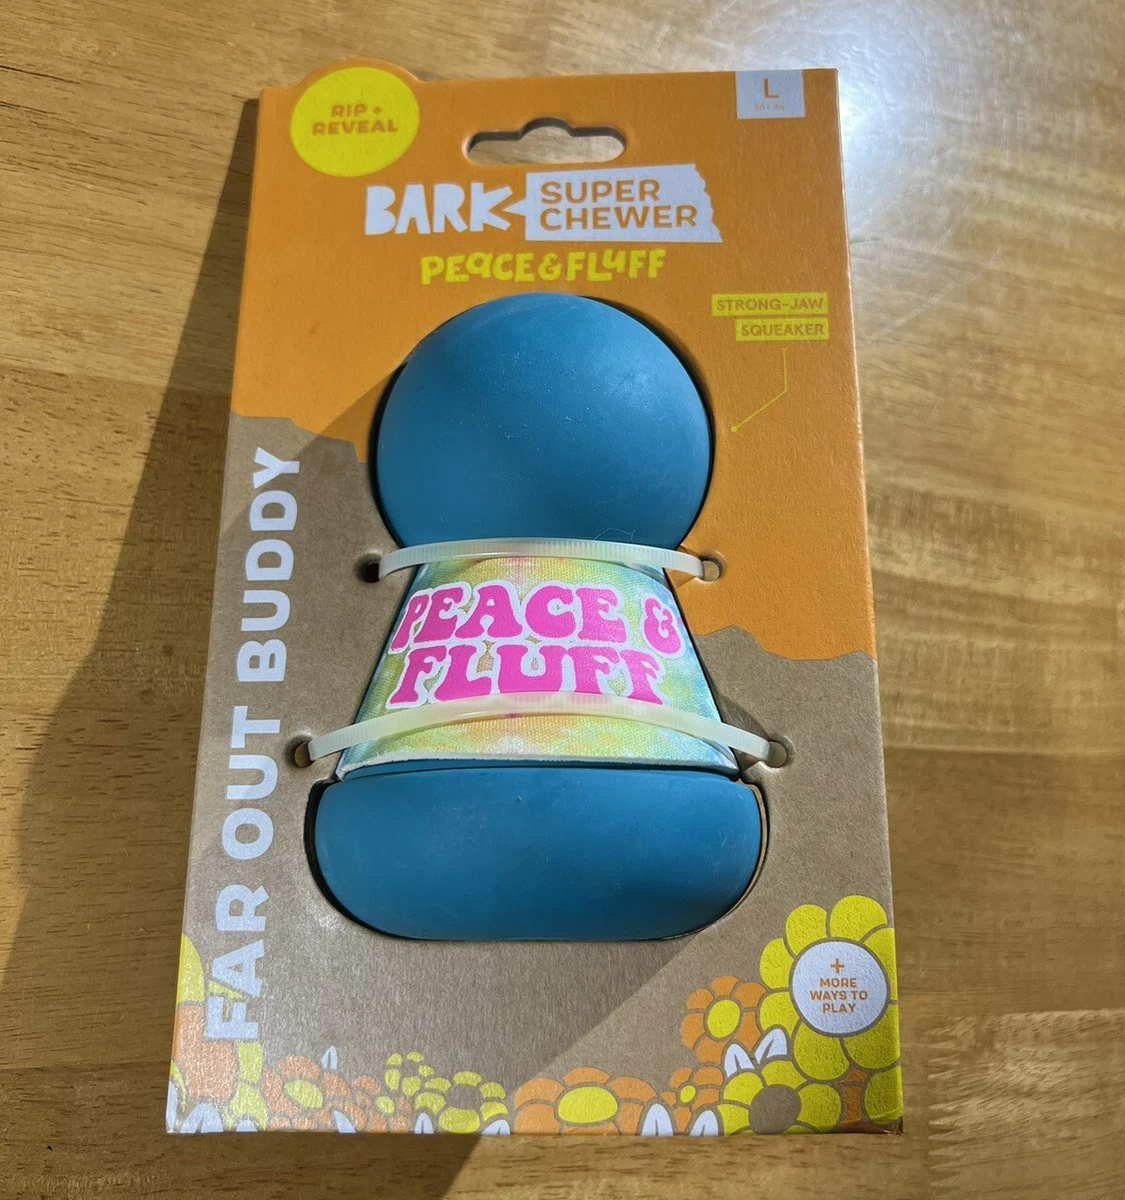 RIP +
REVEAL
L
BARK
SUPER
CHEWER
PEACE & FLUFF
STRONG-JAW
SQUEAKER
PEACE &
FLUFF
FAR OUT BUDDY
+
MORE
WAYS TO
PLAY